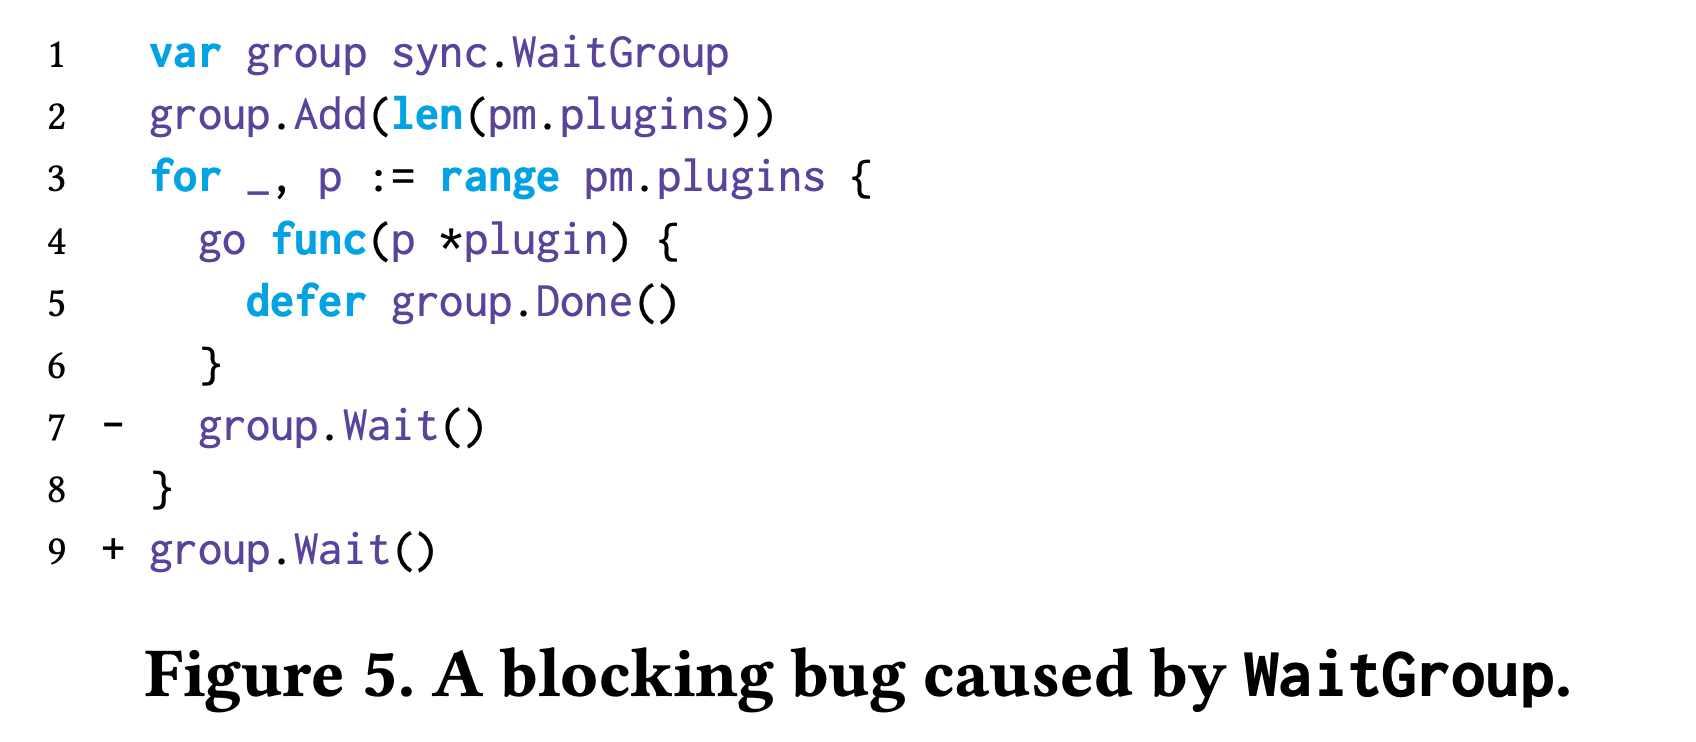 1 var group sync.WaitGroup
2 group.Add(len(pm.plugins))
3 for _, p := range pm.plugins {
4 go func(p *plugin) {
5 defer group.Done()
6 }
7 - group.Wait()
8 }
9 + group.Wait()
Figure 5. A blocking bug caused by WaitGroup.